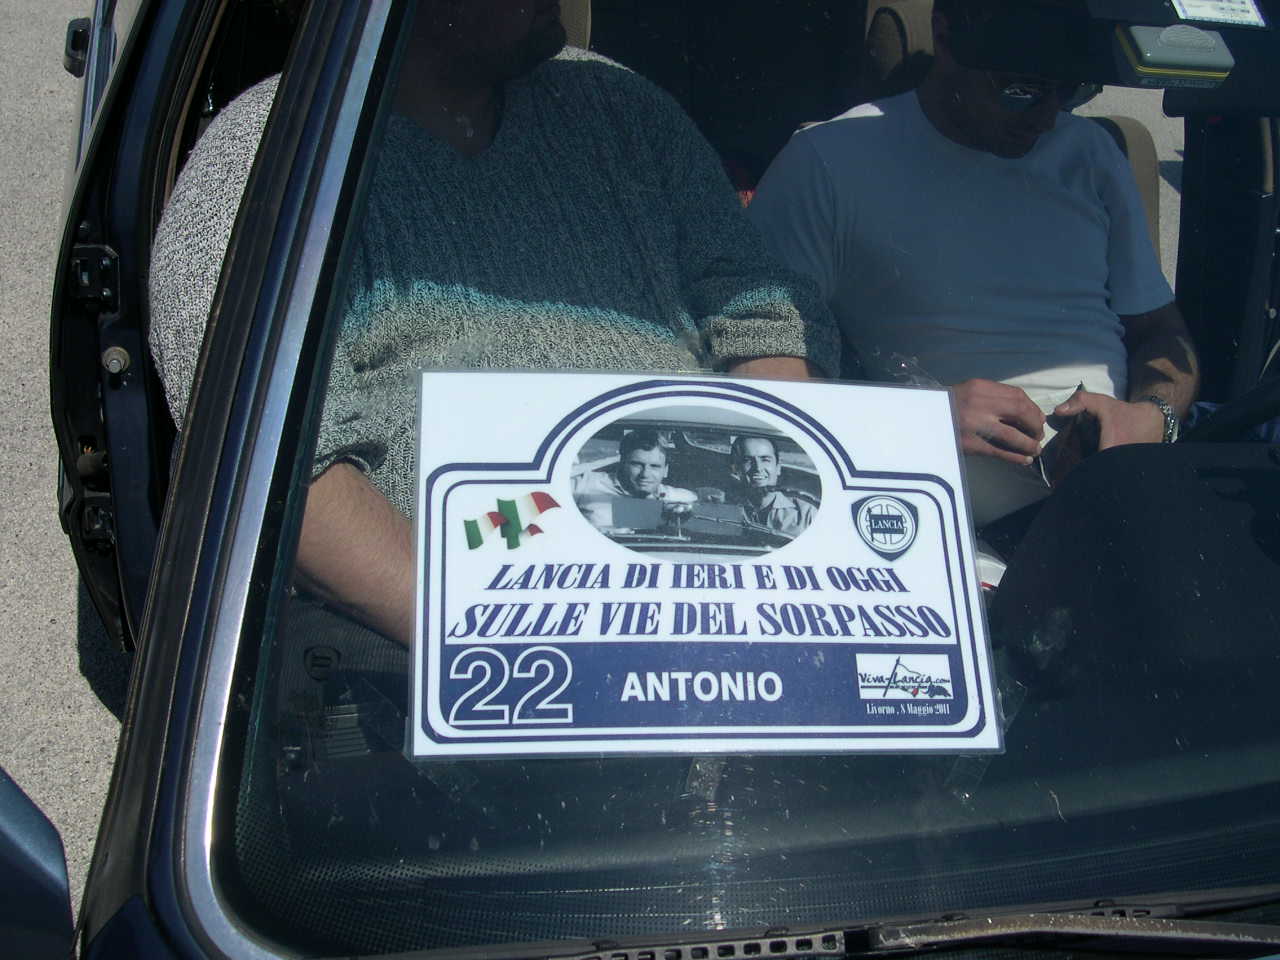 LANCIA
LANCIA DI IERI E DI OGGI
SULLE VIE DEL SORPASSO
22 ANTONIO
Viva-Lancia.com
Livorno, 8 Maggio 2011